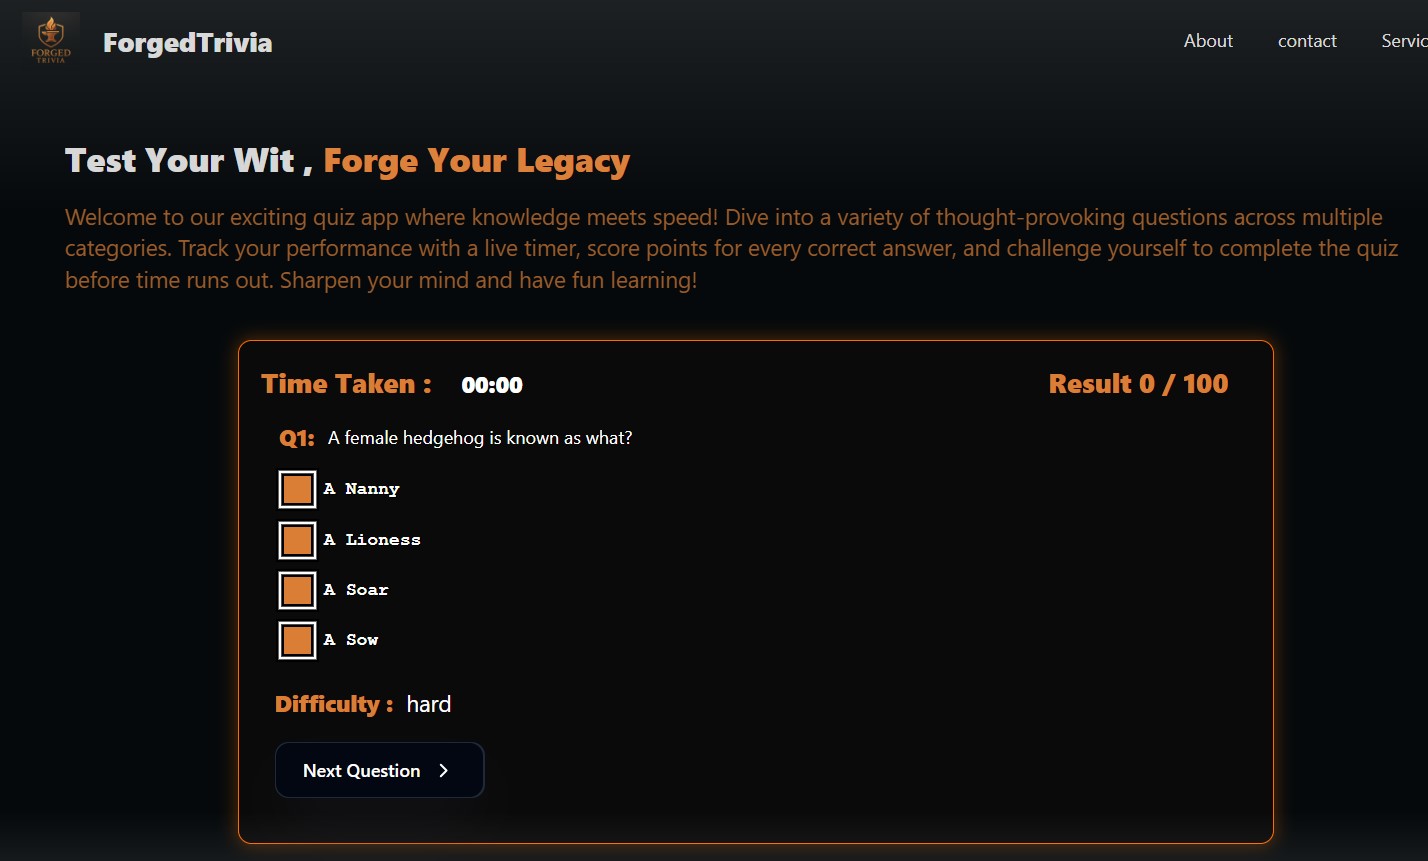 FORGED
TRIVIA
ForgedTrivia
About contact Servic
Test Your Wit , Forge Your Legacy
Welcome to our exciting quiz app where knowledge meets speed! Dive into a variety of thought-provoking questions across multiple
categories. Track your performance with a live timer, score points for every correct answer, and challenge yourself to complete the quiz
before time runs out. Sharpen your mind and have fun learning!
Time Taken : 00:00 Result 0 / 100
Q1: A female hedgehog is known as what?
A Nanny
A Lioness
A Soar
A Sow
Difficulty : hard
Next Question